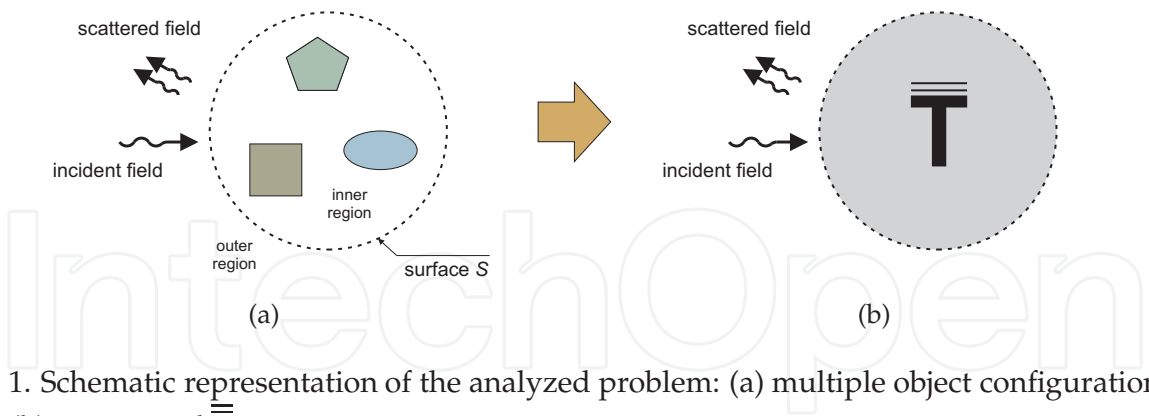 scattered field
incident field
inner
region
outer
region
surface S
(a)
scattered field
incident field
T
(b)
IntechOpen
1. Schematic representation of the analyzed problem: (a) multiple object configuration